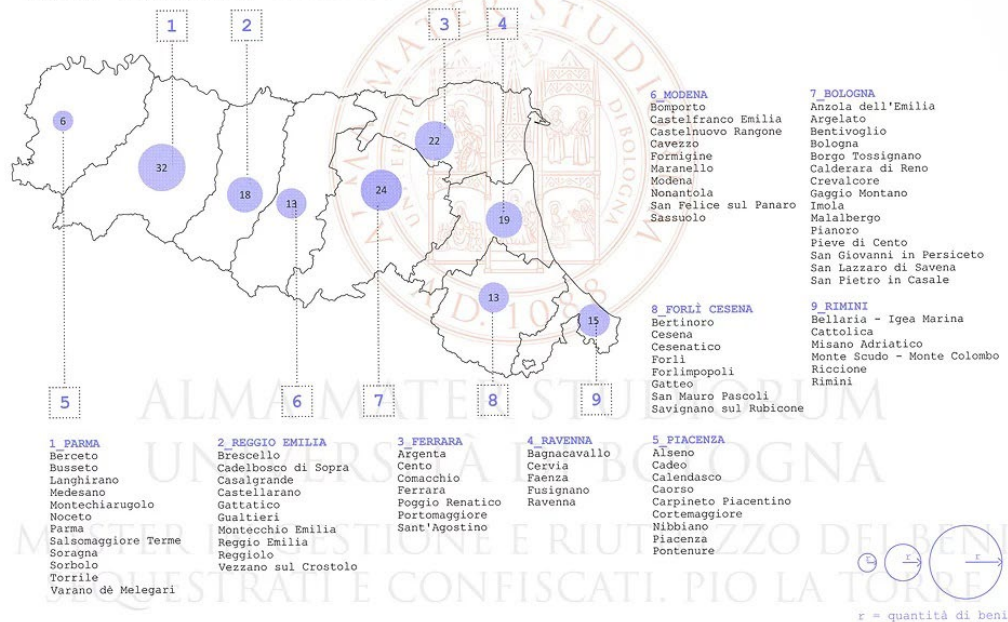 1
2
3
4
6
32
18
13
24
22
19
13
15
5
6
7
8
9
6_MODENA
Bomporto
Castelfranco Emilia
Castelnuovo Rangone
Cavezzo
Formigine
Maranello
Modena
Nonantola
San Felice sul Panaro
Sassuolo
7_BOLOGNA
Anzola dell'Emilia
Argelato
Bentivoglio
Bologna
Borgo Tossignano
Calderara di Reno
Crevalcore
Gaggio Montano
Imola
Malalbergo
Pianoro
Pieve di Cento
San Giovanni in Persiceto
San Lazzaro di Savena
San Pietro in Casale
8_FORLÌ CESENA
Bertinoro
Cesena
Cesenatico
Forlì
Forlimpopoli
Gatteo
San Mauro Pascoli
Savignano sul Rubicone
9_RIMINI
Bellaria - Igea Marina
Cattolica
Misano Adriatico
Monte Scudo - Monte Colombo
Riccione
Rimini
1_PARMA
Berceto
Busseto
Langhirano
Medesano
Montechiarugolo
Noceto
Parma
Salsomaggiore Terme
Soragna
Sorbolo
Torrile
Varano dè Melegari
2_REGGIO EMILIA
Brescello
Cadelbosco di Sopra
Casalgrande
Castellarano
Gattatico
Gualtieri
Montecchio Emilia
Reggio Emilia
Reggiolo
Vezzano sul Crostolo
3_FERRARA
Argenta
Cento
Comacchio
Ferrara
Poggio Renatico
Portomaggiore
Sant'Agostino
4_RAVENNA
Bagnacavallo
Cervia
Faenza
Fusignano
Ravenna
5_PIACENZA
Alseno
Cadeo
Calendasco
Caorso
Carpineto Piacentino
Cortemaggiore
Nibbiano
Piacenza
Pontenure
r
r
r
r = quantità di beni
ALMA MATER STUDIORUM
UNIVERSITÀ DI BOLOGNA
MASTER IN GESTIONE E RIUTILIZZO DEI BENI
SEQUESTRATI E CONFISCATI. PIO LA TORRE
A.D. 1088